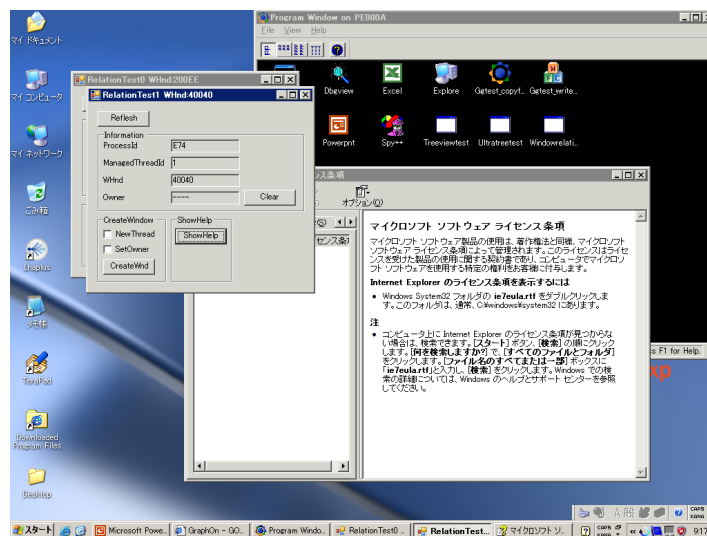 マイ ドキュメント
マイ コンピュータ
マイ ネットワーク
ごみ箱
Lhaplus
メモ帳
TeraPad
Downloaded
Program Files
Desktop
Program Window on PE800A
File View Help
Dbgview
Excel
Explore
Ggtest_copyf...
Ggtest_write...
Powerpnt
Spy++
Treeviewtest
Ultratreetest
Windowrelati...
ss F1 for Help.
xp
RelationTest0 WHnd:200EE
RelationTest1 WHnd:40040
Reflesh
Information
ProcessId
E74
ManagedThreadId
1
WHnd
40040
Owner
----
Clear
CreateWindow
NewThread
SetOwner
CreateWnd
ShowHelp
ShowHelp
ンス条項
オプション(O)
(S)
センス条項
マイクロソフト ソフトウェア ライセンス条項
マイクロソフト ソフトウェア製品の使用は、著作権法と同様、マイクロソフト
ソフトウェア ライセンス条項によって管理されます。このライセンスはライセ
ンスを受けた製品の使用に関する契約書であり、コンピュータでマイクロソ
フト ソフトウェアを使用する特定の権利をお客様に付与します。
Internet Explorer のライセンス条項を表示するには
• Windows System32 フォルダの ie7eula.rtf をダブルクリックしま
す。このフォルダは、通常、C:¥windows¥system32 にあります。
注
• コンピュータ上に Internet Explorer のライセンス条項が見つからな
い場合は、検索できます。[スタート] ボタン、[検索] の順にクリック
します。[何を検索しますか?] で、[すべてのファイルとフォルダ]
をクリックします。[ファイル名のすべてまたは一部] ボックスに
「ie7eula.rtf」と入力し、[検索] をクリックします。Windows での検
索の詳細については、Windows のヘルプとサポート センターを参照
してください。
A 般
CAPS
KANA
スタート
Microsoft Powe...
GraphOn - GO...
Program Windo...
RelationTest0 ...
RelationTest...
マイクロソフト ソ...
CAPS
KANA
9:17